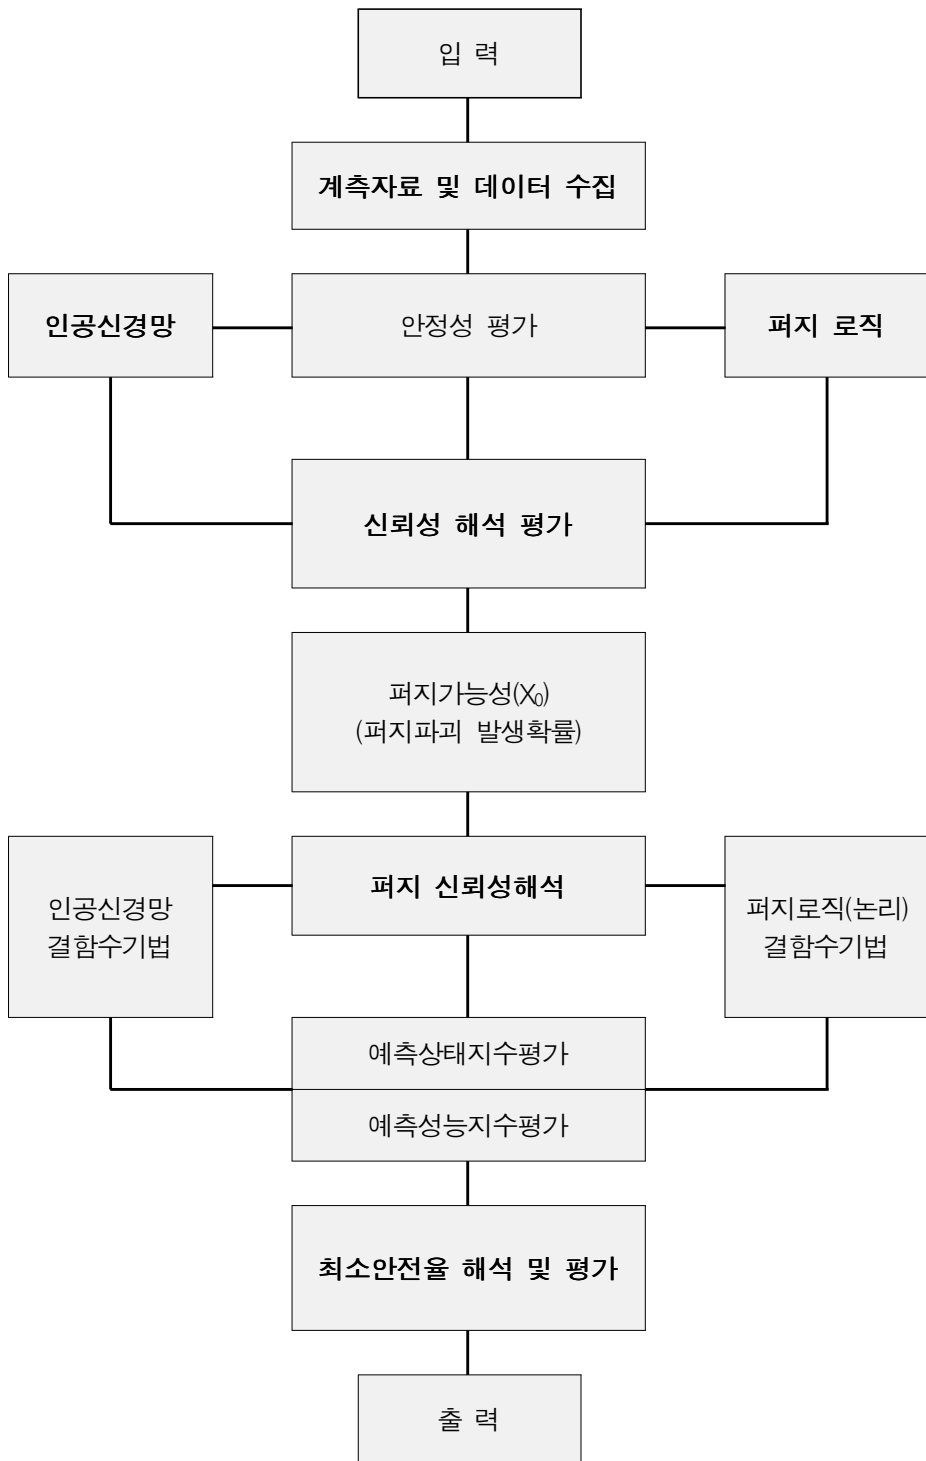 입 력
계측자료 및 데이터 수집
인공신경망
안정성 평가
퍼지 로직
신뢰성 해석 평가
퍼지가능성(X₀)
(퍼지파괴 발생확률)
퍼지 신뢰성해석
인공신경망
결함수기법
퍼지로직(논리)
결함수기법
예측상태지수평가
예측성능지수평가
최소안전율 해석 및 평가
출 력